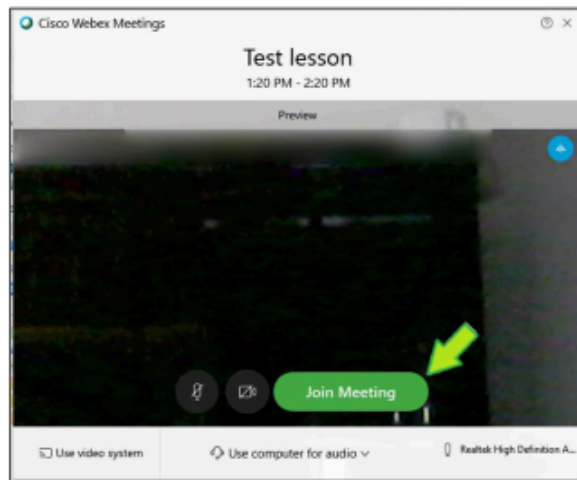 Cisco Webex Meetings
Test lesson
1:20 PM - 2:20 PM
Preview
Join Meeting
Use video system
Use computer for audio
Realtek High Definition A...